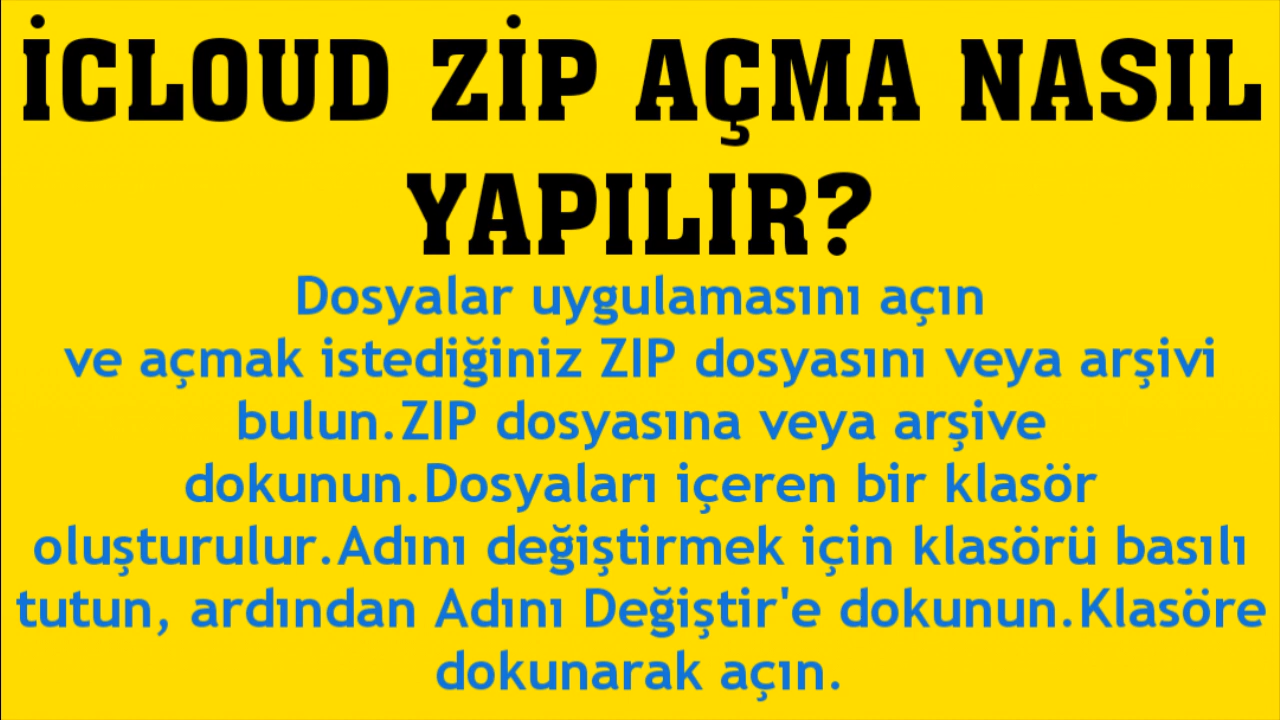 İCLOUD ZİP AÇMA NASIL
YAPILIR?
Dosyalar uygulamasını açın
ve açmak istediğiniz ZIP dosyasını veya arşivi
bulun.ZIP dosyasına veya arşive
dokunun.Dosyaları içeren bir klasör
oluşturulur.Adını değiştirmek için klasörü basılı
tutun, ardından Adını Değiştir'e dokunun.Klasöre
dokunarak açın.